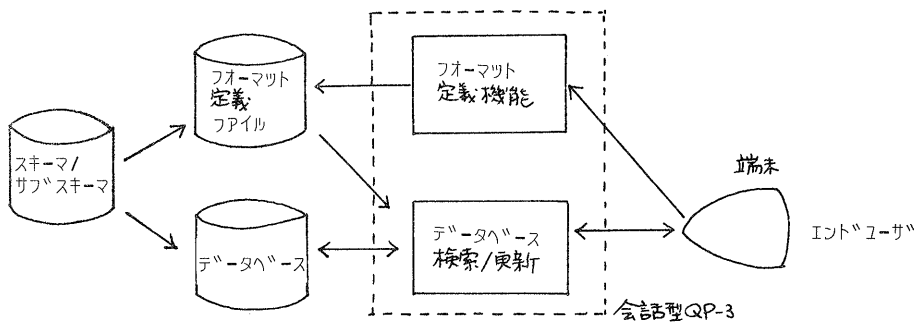 フォーマット
定義
ファイル
フォーマット
定義機能
スキーマ/
サブスキーマ
端末
データベース
データベース
検索/更新
エンドユーザ
会話型QP-3